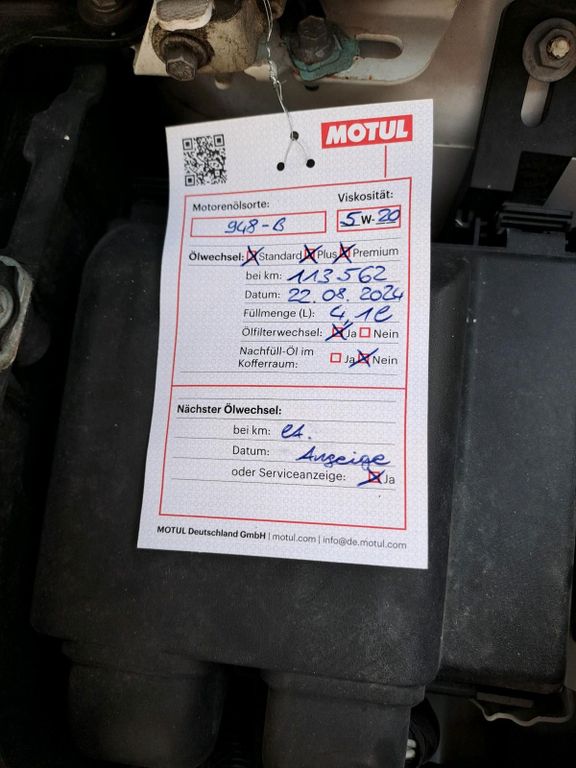 MOTUL
Motorenölsorte:
Viskosität:
948-B
5W-20
Ölwechsel: Standard Plus Premium
bei km: 113.562
Datum: 22.08.2024
Füllmenge (L): 4,1l
Ölfilterwechsel: Ja Nein
Nachfüll-Öl im
Kofferraum: Ja Nein
Nächster Ölwechsel:
bei km:
Datum: Anzeige
oder Serviceanzeige: Ja
MOTUL Deutschland GmbH | motul.com | info@de.motul.com